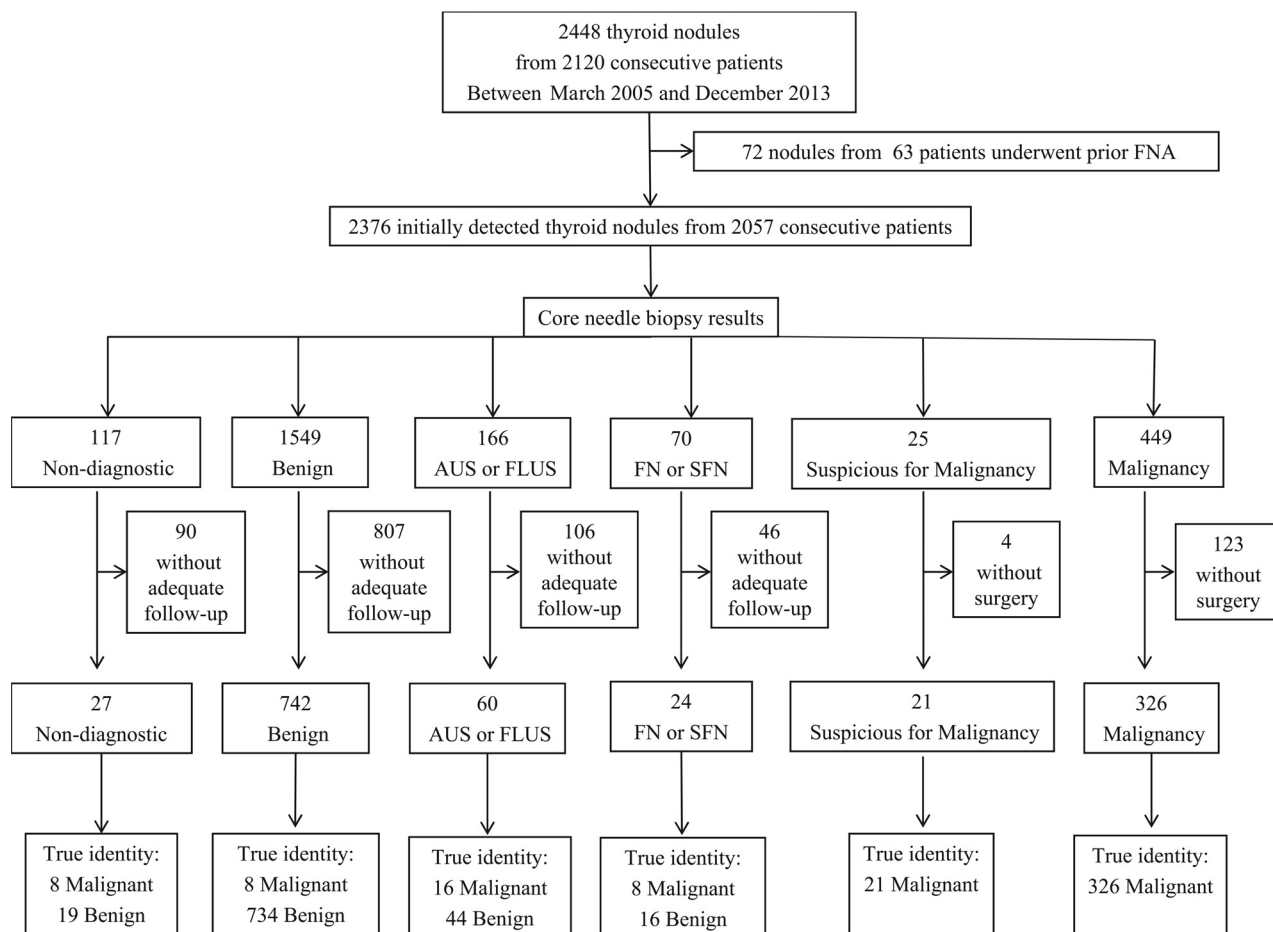 2448 thyroid nodules
from 2120 consecutive patients
Between March 2005 and December 2013
72 nodules from 63 patients underwent prior FNA
2376 initially detected thyroid nodules from 2057 consecutive patients
Core needle biopsy results
117
Non-diagnostic
1549
Benign
166
AUS or FLUS
70
FN or SFN
25
Suspicious for Malignancy
449
Malignancy
90
without
adequate
follow-up
807
without
adequate
follow-up
106
without
adequate
follow-up
46
without
adequate
follow-up
4
without
surgery
123
without
surgery
27
Non-diagnostic
742
Benign
60
AUS or FLUS
24
FN or SFN
21
Suspicious for Malignancy
326
Malignancy
True identity:
8 Malignant
19 Benign
True identity:
8 Malignant
734 Benign
True identity:
16 Malignant
44 Benign
True identity:
8 Malignant
16 Benign
True identity:
21 Malignant
True identity:
326 Malignant